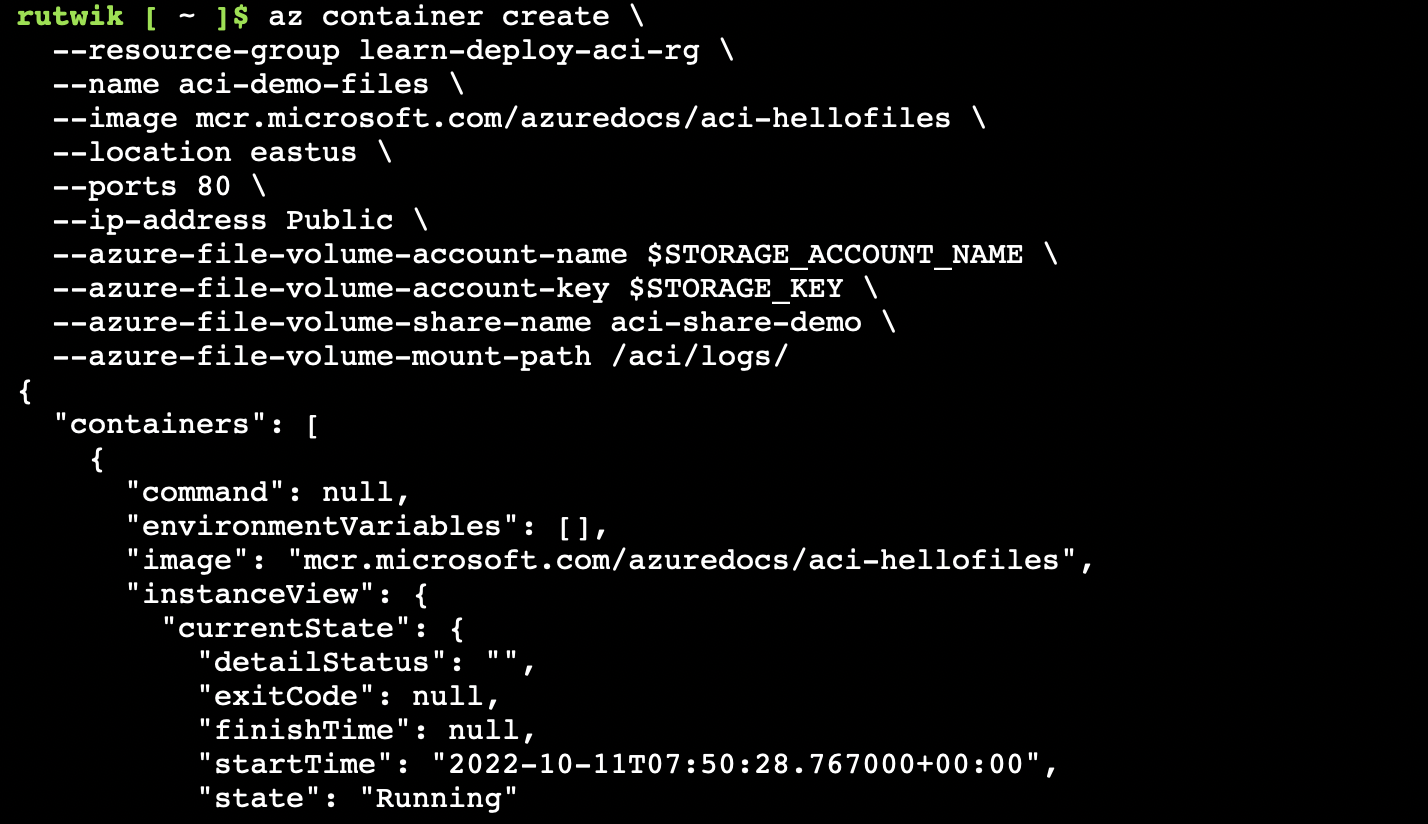 rutwik [ ~ ]$ az container create \
  --resource-group learn-deploy-aci-rg \
  --name aci-demo-files \
  --image mcr.microsoft.com/azuredocs/aci-hellofiles \
  --location eastus \
  --ports 80 \
  --ip-address Public \
  --azure-file-volume-account-name $STORAGE_ACCOUNT_NAME \
  --azure-file-volume-account-key $STORAGE_KEY \
  --azure-file-volume-share-name aci-share-demo \
  --azure-file-volume-mount-path /aci/logs/
{
  "containers": [
    {
      "command": null,
      "environmentVariables": [],
      "image": "mcr.microsoft.com/azuredocs/aci-hellofiles",
      "instanceView": {
        "currentState": {
          "detailStatus": "",
          "exitCode": null,
          "finishTime": null,
          "startTime": "2022-10-11T07:50:28.767000+00:00",
          "state": "Running"